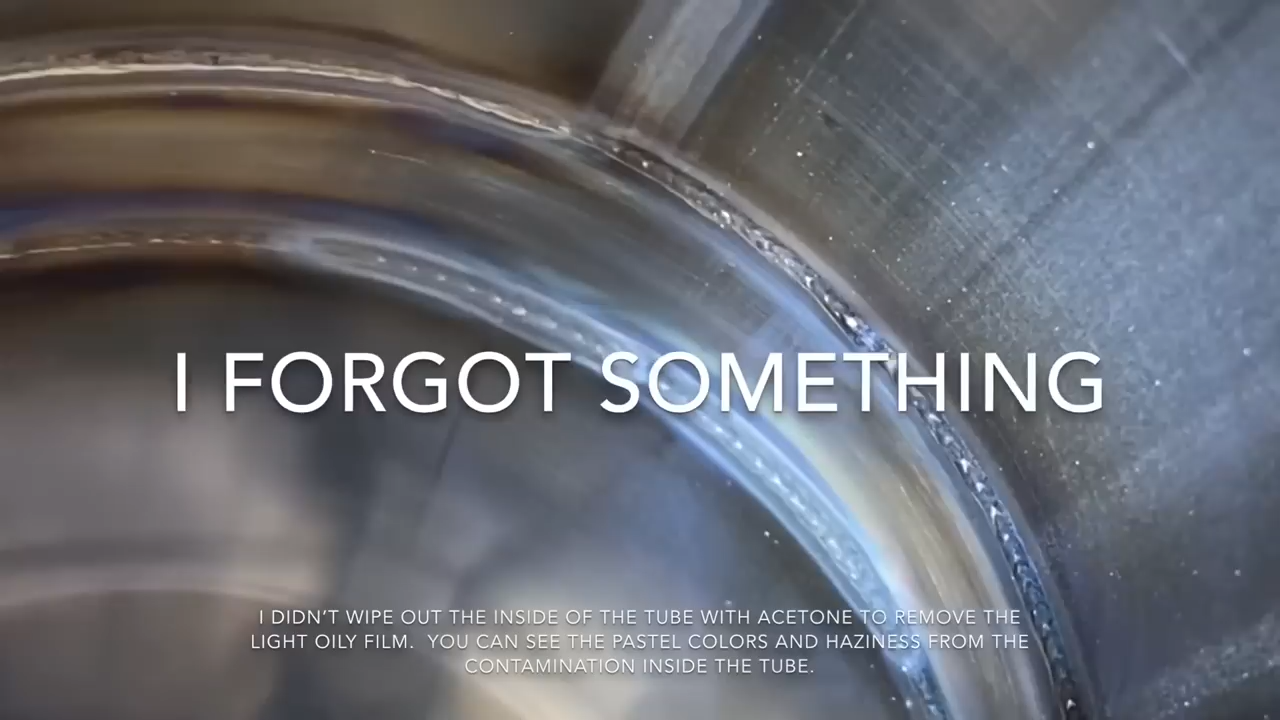 I FORGOT SOMETHING
I DIDN'T WIPE OUT THE INSIDE OF THE TUBE WITH ACETONE TO REMOVE THE
LIGHT OILY FILM.  YOU CAN SEE THE PASTEL COLORS AND HAZINESS FROM THE
CONTAMINATION INSIDE THE TUBE.